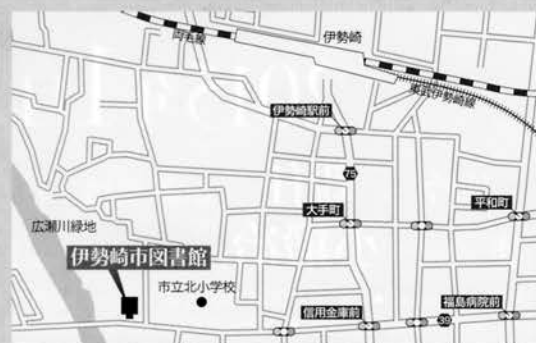 両毛線
伊勢崎
東武伊勢崎線
伊勢崎駅前
75
大手町
平和町
広瀬川緑地
伊勢崎市図書館
市立北小学校
信用金庫前
39
福島病院前